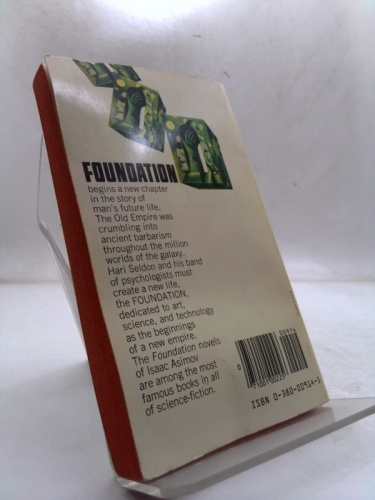 FOUNDATION
begins a new chapter
in the story of
man's future life.
The Old Empire was
crumbling into
ancient barbarism
throughout the million
worlds of the galaxy.
Hari Seldon and his band
of psychologists must
create a new life,
the FOUNDATION,
dedicated to art,
science, and technology
as the beginnings
of a new empire.
The Foundation novels
of Isaac Asimov
are among the most
famous books in all
of science-fiction.
00914
0
ISBN 0-380-00914-5